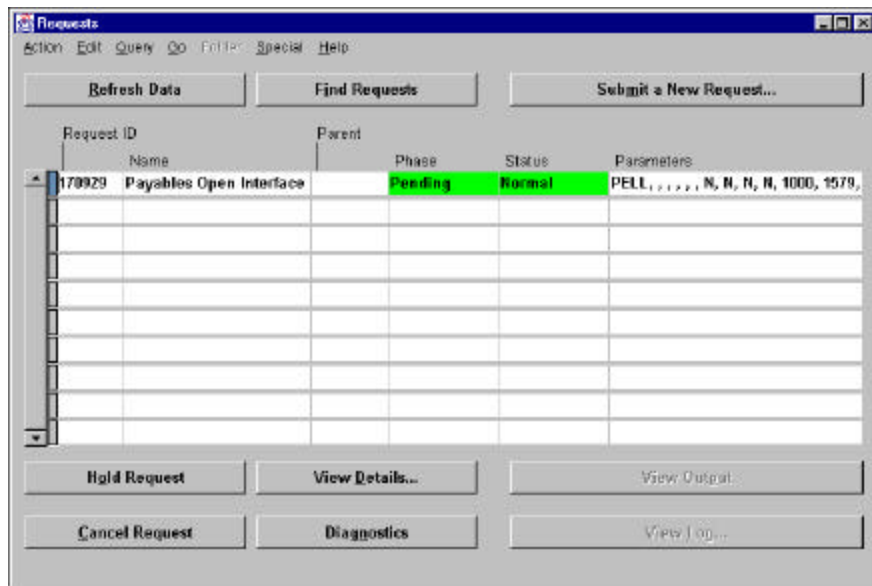 Requests
Action Edit Query Go Folder Special Help
Refresh Data Find Requests Submit a New Request...
Request ID Parent
Name Phase Status Parameters
178929 Payables Open Interface Pending Normal PELL, , , , , , N, N, N, N, 1000, 1579,
Hold Request View Details... View Output
Cancel Request Diagnostics View Log...